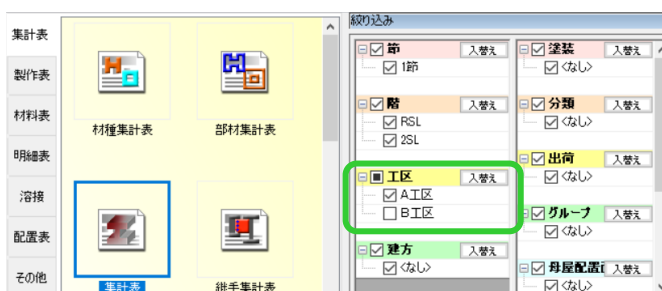 集計表
製作表
材料表
明細表
溶接
配置表
その他
材種集計表
部材集計表
集計表
継手集計表
絞り込み
節 入替え
1節
階 入替え
RSL
2SL
工区 入替え
A工区
B工区
建方 入替え
<なし>
塗装 入替え
<なし>
分類 入替え
<なし>
出荷 入替え
<なし>
グループ 入替え
<なし>
母屋配置 入替え
<なし>